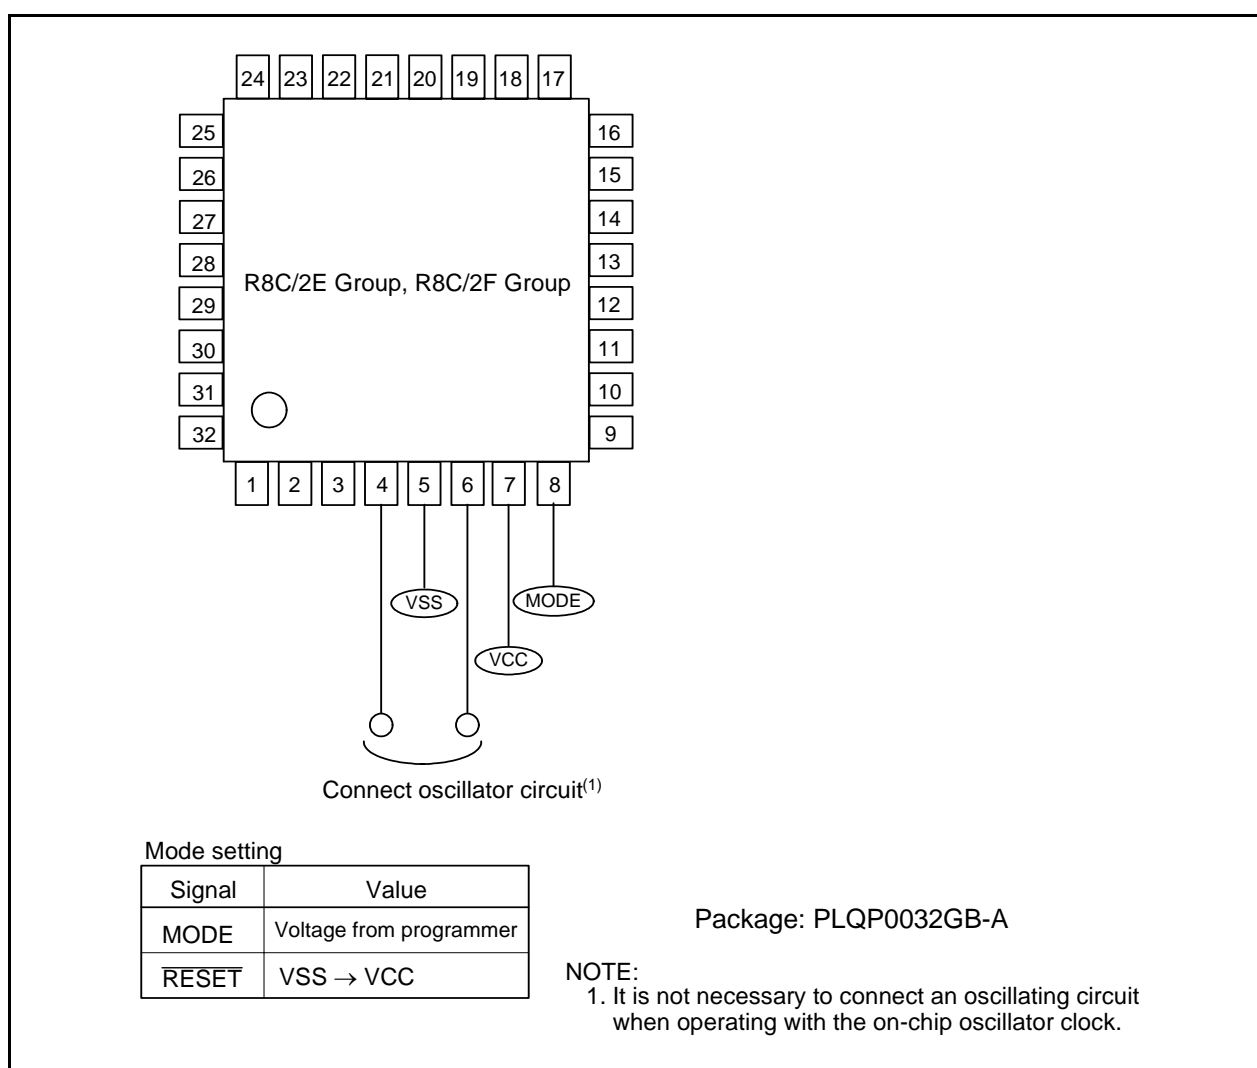 24 23 22 21 20 19 18 17
25 16
26 15
27 14
28 13
R8C/2E Group, R8C/2F Group
29 12
30 11
31 10
32 9
1 2 3 4 5 6 7 8
VSS MODE
VCC
Connect oscillator circuit(1)
Mode setting
Signal Value
MODE Voltage from programmer
RESET VSS → VCC
Package: PLQP0032GB-A
NOTE:
1. It is not necessary to connect an oscillating circuit
when operating with the on-chip oscillator clock.